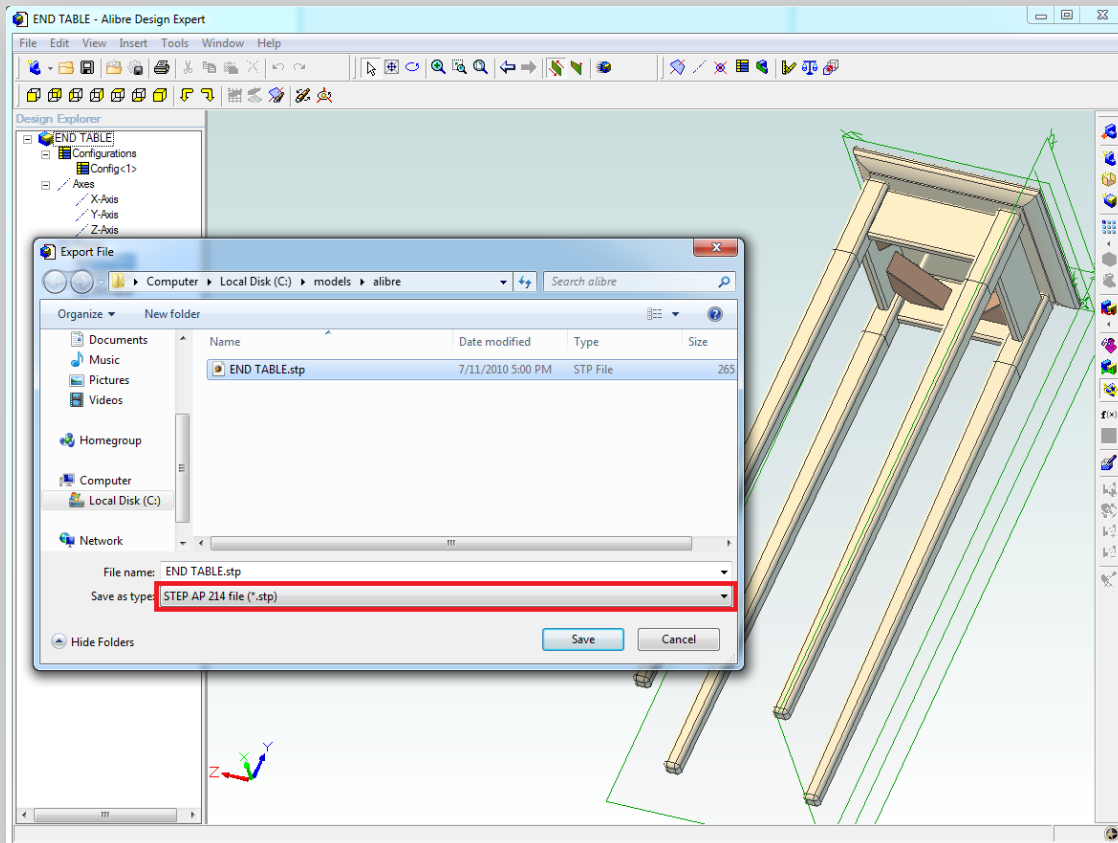 END TABLE - Alibre Design Expert
File Edit View Insert Tools Window Help
Design Explorer
END TABLE
Configurations
Config<1>
Axes
X-Axis
Y-Axis
Z-Axis
Export File
Computer Local Disk (C:) models alibre
Search alibre
Organize New folder
Documents
Music
Pictures
Videos
Homegroup
Computer
Local Disk (C:)
Network
Name Date modified Type Size
END TABLE.stp 7/11/2010 5:00 PM STP File 265
File name: END TABLE.stp
Save as type: STEP AP 214 file (*.stp)
Hide Folders
Save Cancel
f(x)
X Y
Z